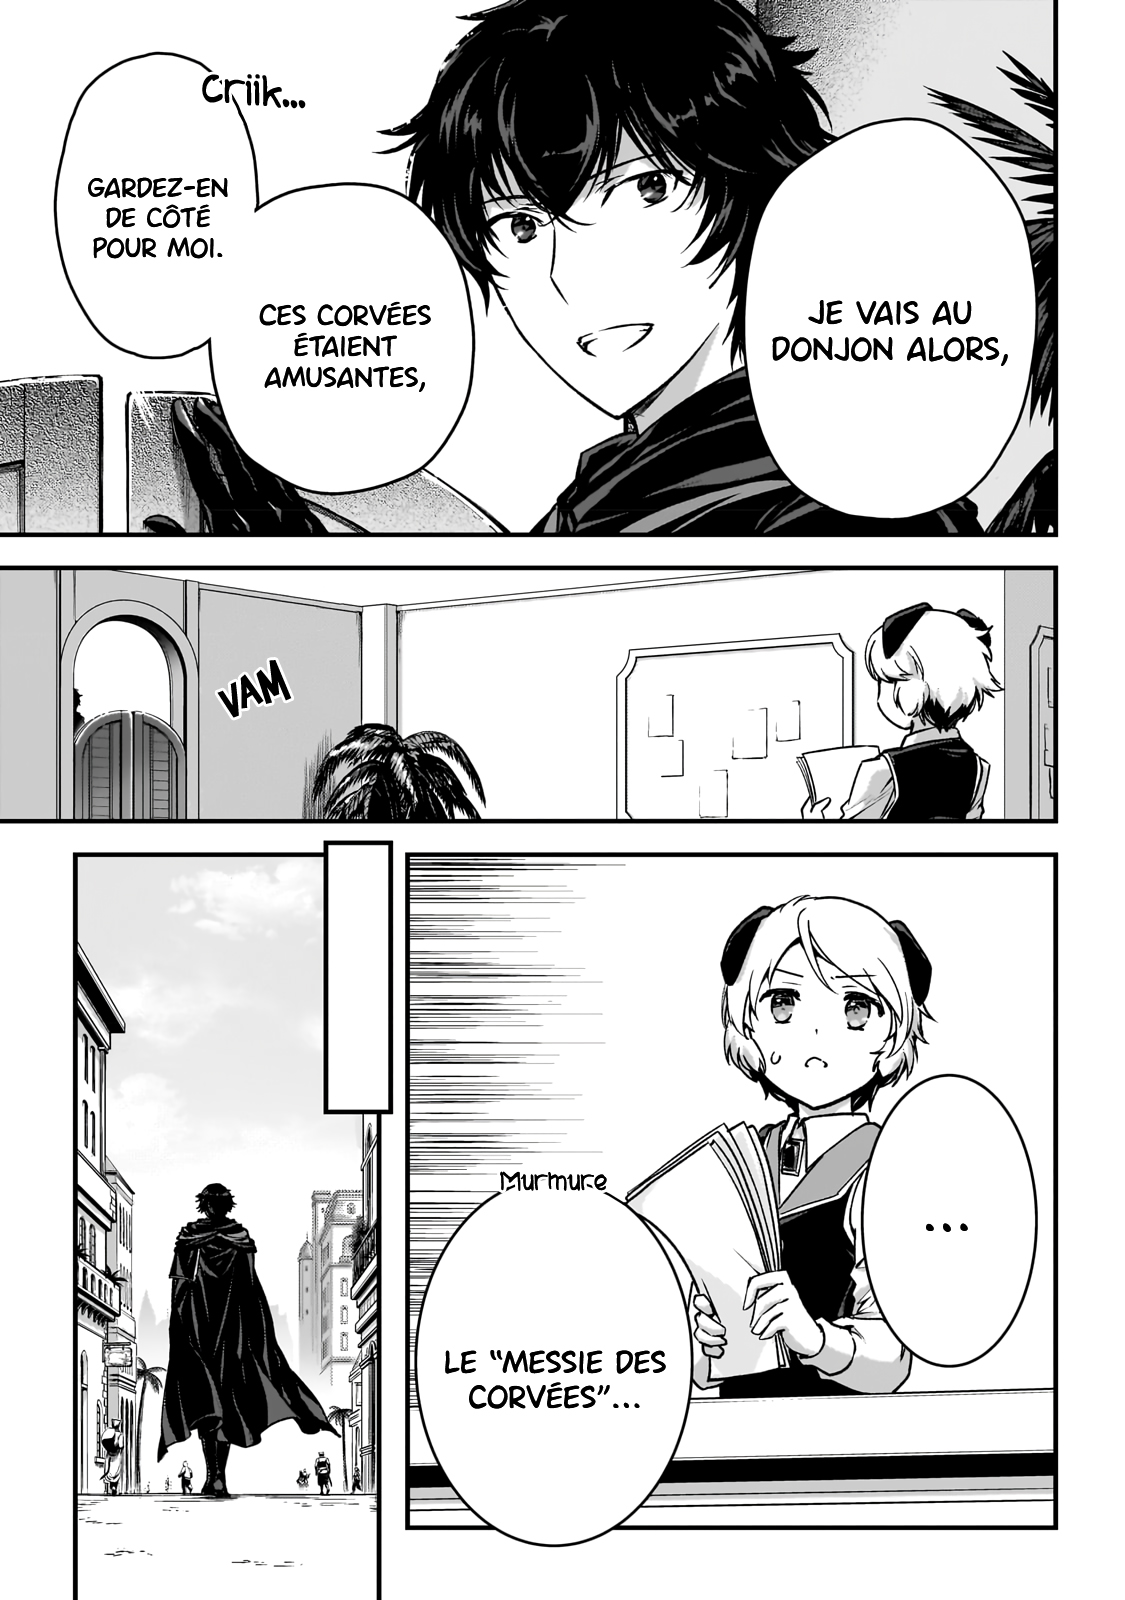 JE VAIS AU
DONJON ALORS,
CES CORVÉES
ÉTAIENT
AMUSANTES,
GARDEZ-EN
DE CÔTÉ
POUR MOI.
Criik...
VAM
...
Murmure
LE “MESSIE DES
CORVÉES”...